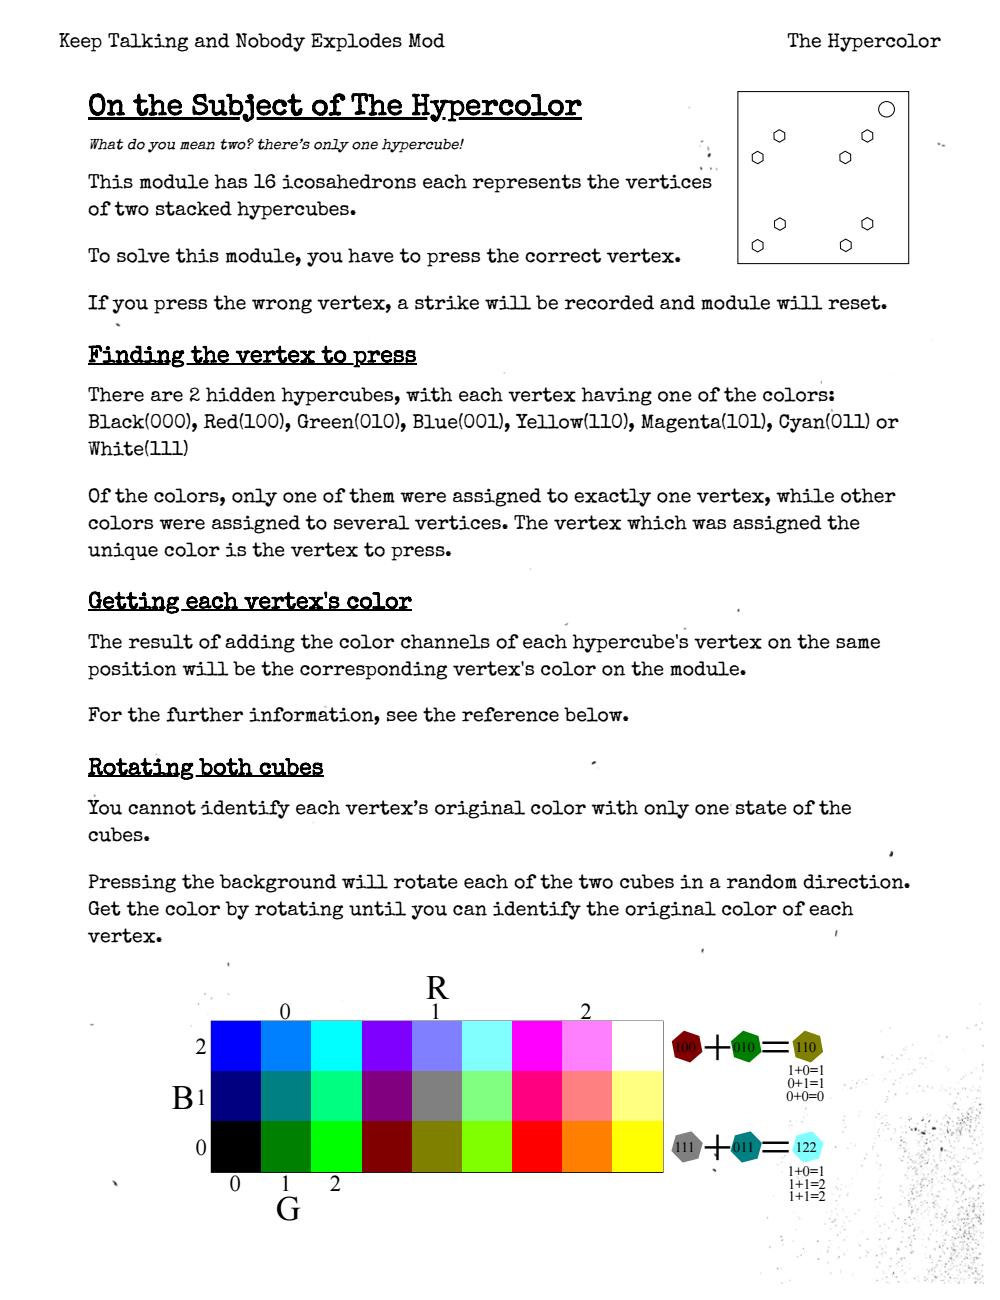 Keep Talking and Nobody Explodes Mod
The Hypercolor
On the Subject of The Hypercolor
What do you mean two? there's only one hypercube!
This module has 16 icosahedrons each represents the vertices
of two stacked hypercubes.
To solve this module, you have to press the correct vertex.
If you press the wrong vertex, a strike will be recorded and module will reset.
Finding the vertex to press
There are 2 hidden hypercubes, with each vertex having one of the colors:
Black(000), Red(100), Green(010), Blue(001), Yellow(110), Magenta(101), Cyan(011) or
White(111)
Of the colors, only one of them were assigned to exactly one vertex, while other
colors were assigned to several vertices. The vertex which was assigned the
unique color is the vertex to press.
Getting each vertex's color
The result of adding the color channels of each hypercube's vertex on the same
position will be the corresponding vertex's color on the module.
For the further information, see the reference below.
Rotating both cubes
You cannot identify each vertex's original color with only one state of the
cubes.
Pressing the background will rotate each of the two cubes in a random direction.
Get the color by rotating until you can identify the original color of each
vertex.
R
0 1 2
2
B 1
0
0 1 2
G
100 + 010 = 110
1+0=1
0+1=1
0+0=0
111 + 011 = 122
1+0=1
1+1=2
1+1=2